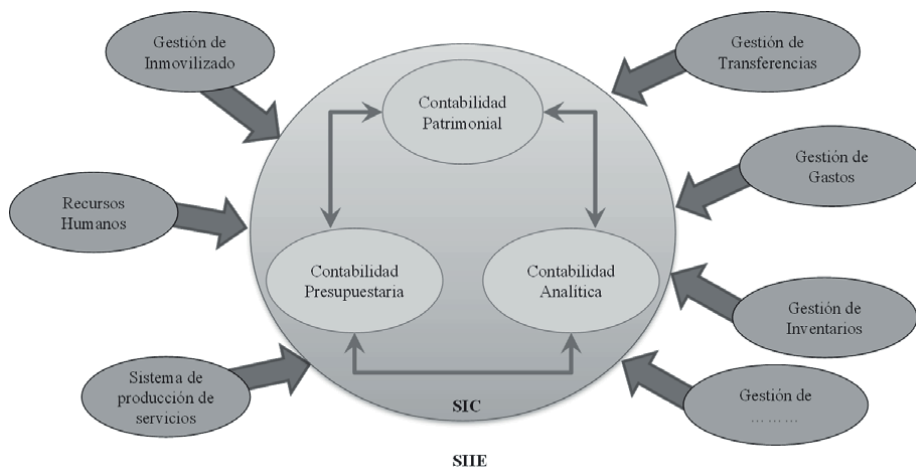 Gestión de
Inmovilizado
Gestión de
Transferencias
Contabilidad
Patrimonial
Gestión de
Gastos
Recursos
Humanos
Contabilidad
Presupuestaria
Contabilidad
Analítica
Gestión de
Inventarios
Sistema de
producción de
servicios
Gestión de
………
SIC
SIIE